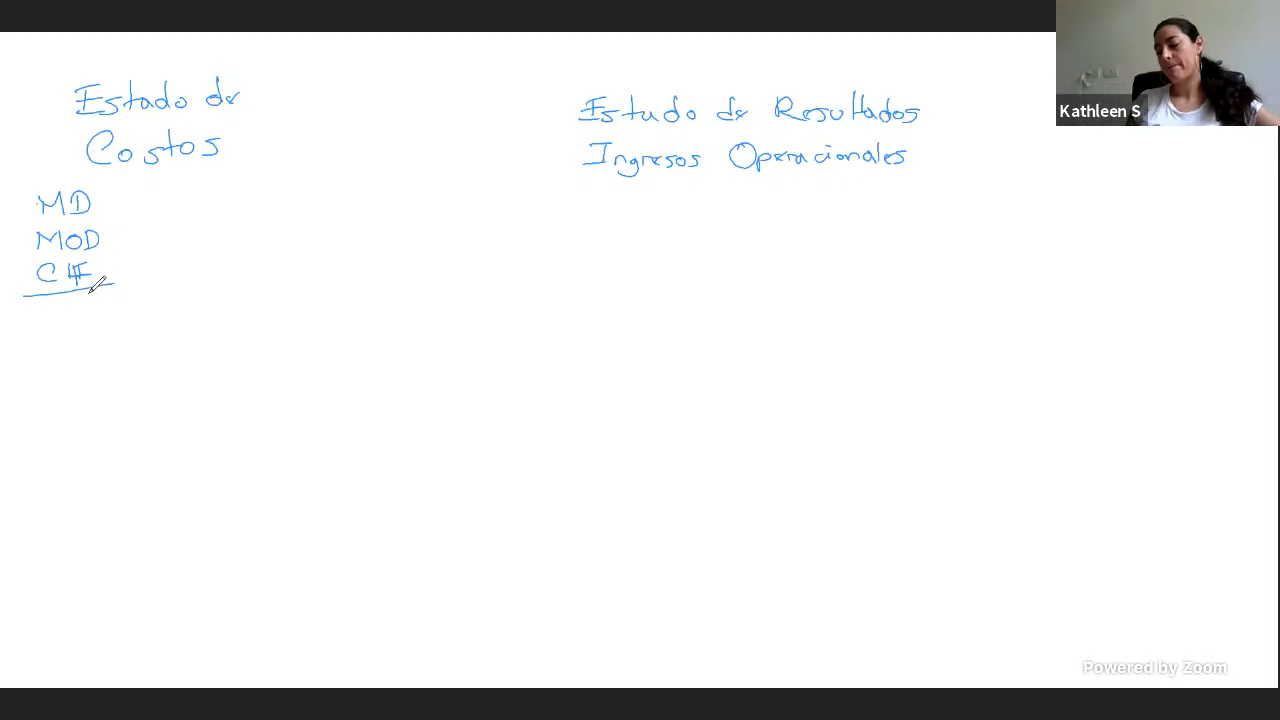 Estado de
Costos
MD
MOD
CIF
Estado de Resultados
Ingresos Operacionales
Kathleen S
Powered by Zoom